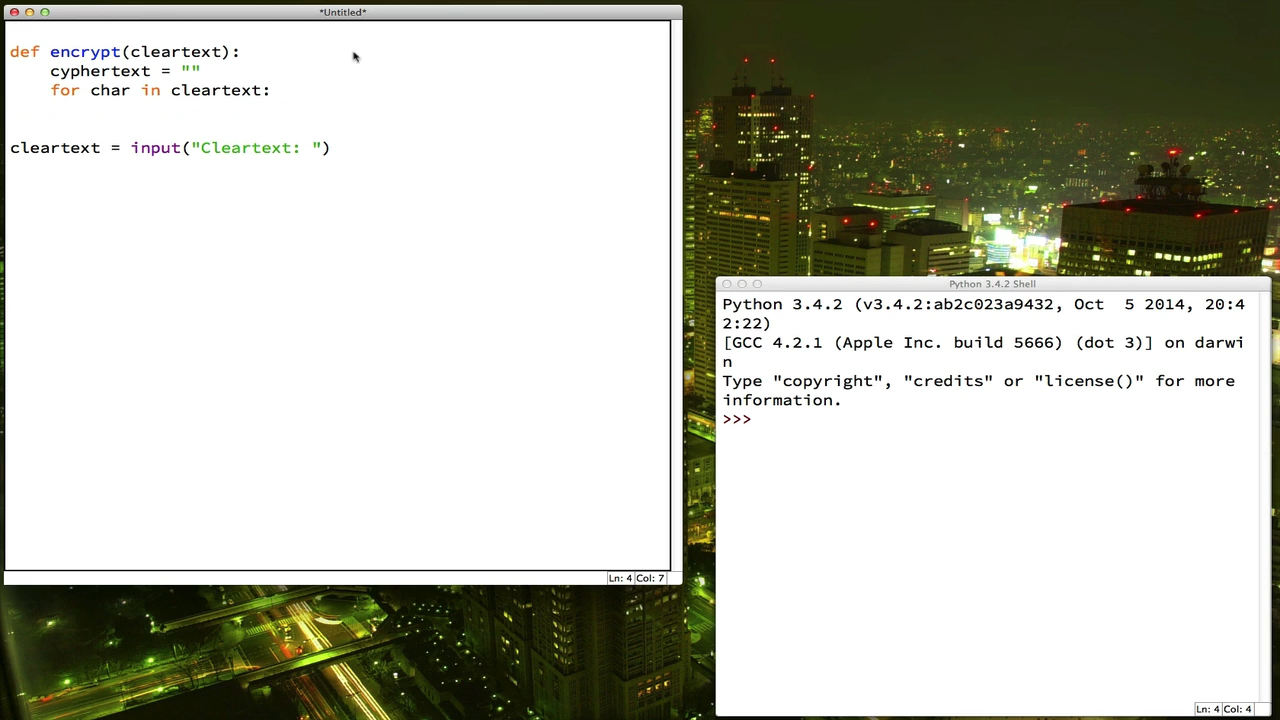 *Untitled*
def encrypt(cleartext):
    cyphertext = ""
    for char in cleartext:
cleartext = input("Cleartext: ")
Ln: 4 Col: 7
Python 3.4.2 Shell
Python 3.4.2 (v3.4.2:ab2c023a9432, Oct  5 2014, 20:4
2:22)
[GCC 4.2.1 (Apple Inc. build 5666) (dot 3)] on darwi
n
Type "copyright", "credits" or "license()" for more
information.
>>>
Ln: 4 Col: 4